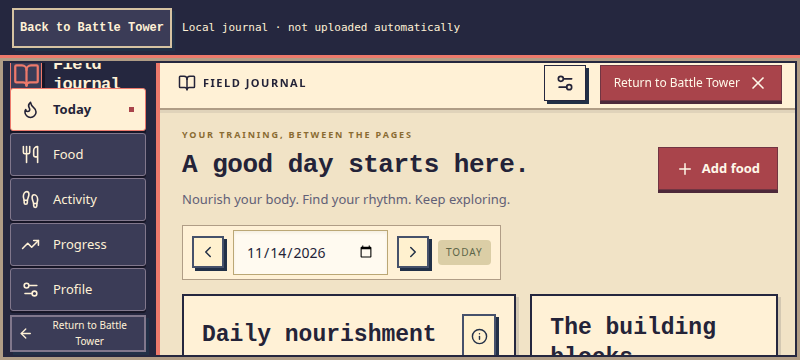 Back to Battle Tower
Local journal · not uploaded automatically
Field
journal
Today
Food
Activity
Progress
Profile
Return to Battle
Tower
FIELD JOURNAL
Return to Battle Tower
YOUR TRAINING, BETWEEN THE PAGES
A good day starts here.
Nourish your body. Find your rhythm. Keep exploring.
Add food
11/14/2026
TODAY
Daily nourishment
The building
blocks